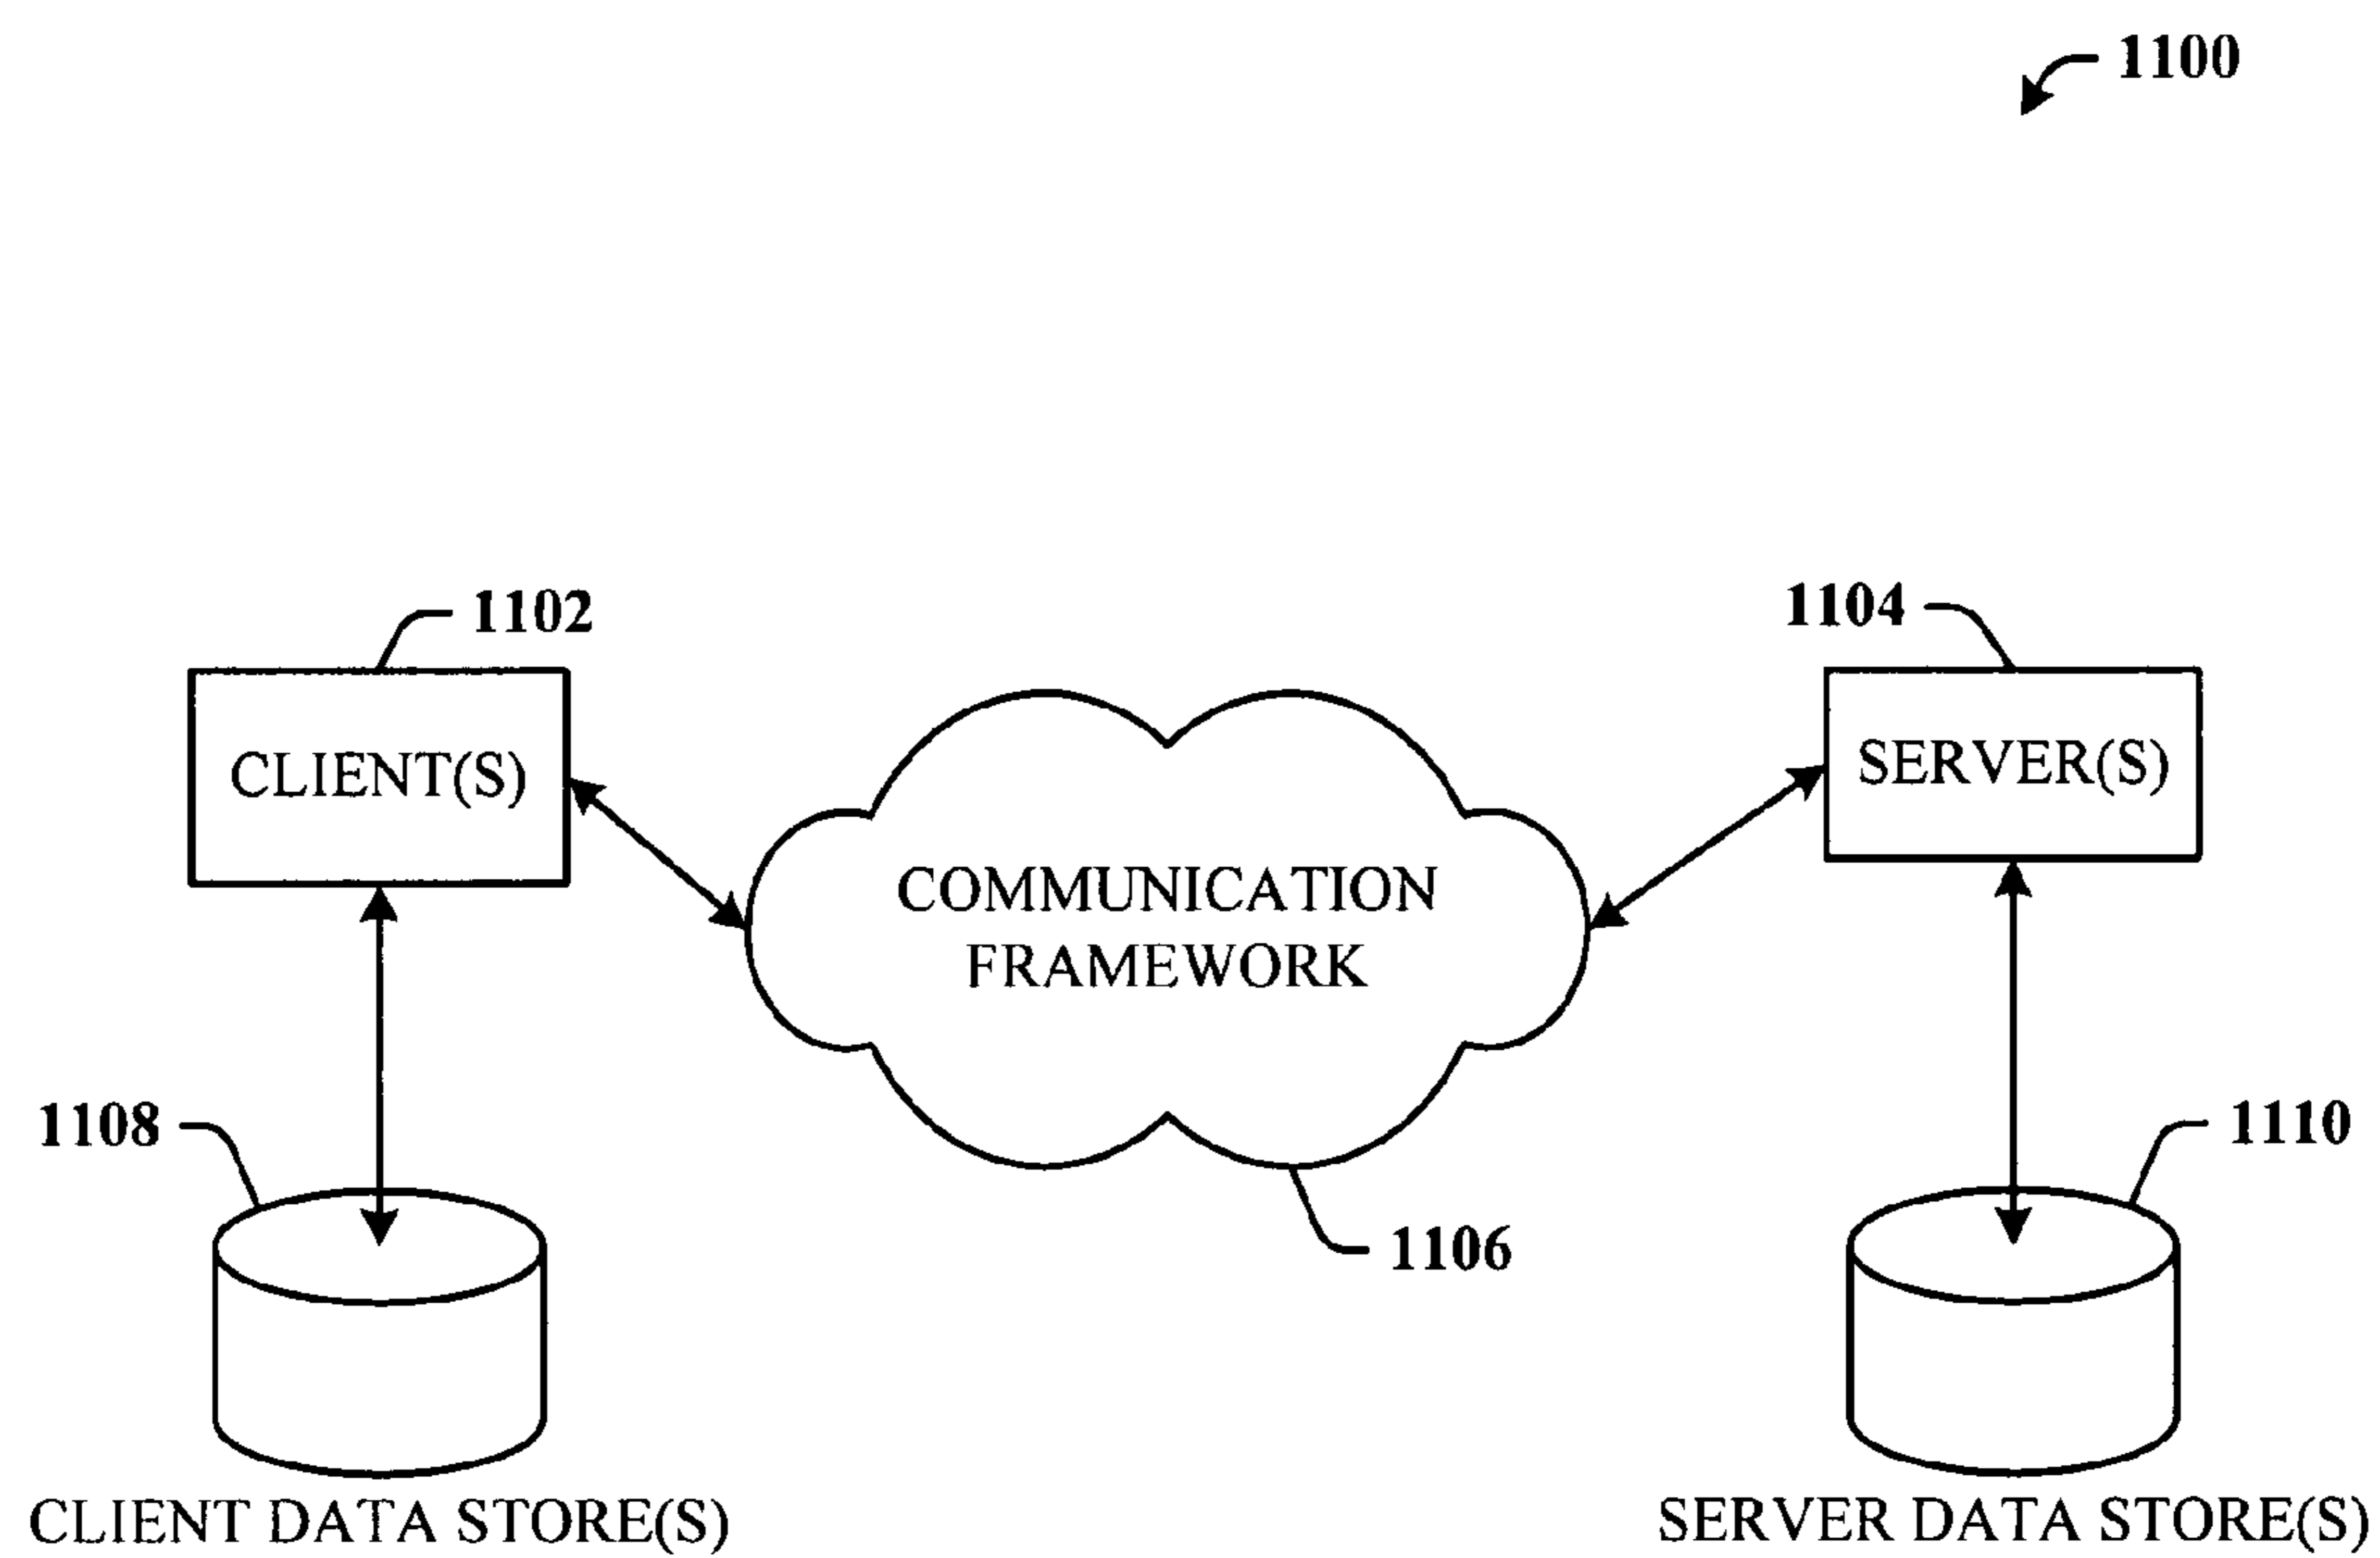 1100
1102
1104
CLIENT(S)
SERVER(S)
COMMUNICATION
FRAMEWORK
1108
1110
1106
CLIENT DATA STORE(S)
SERVER DATA STORE(S)